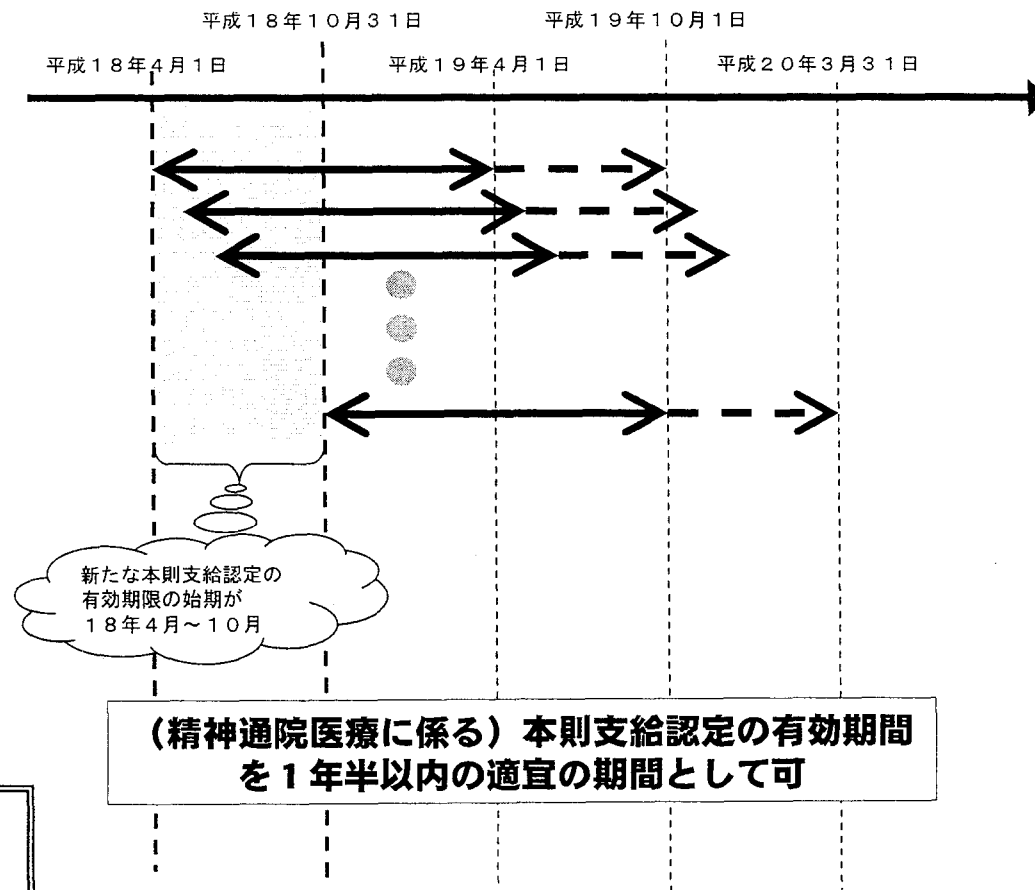 平成１８年１０月３１日
平成１９年１０月１日
平成１８年４月１日
平成１９年４月１日
平成２０年３月３１日
新たな本則支給認定の
有効期限の始期が
１８年４月～１０月
（精神通院医療に係る）本則支給認定の有効期間
を１年半以内の適宜の期間として可